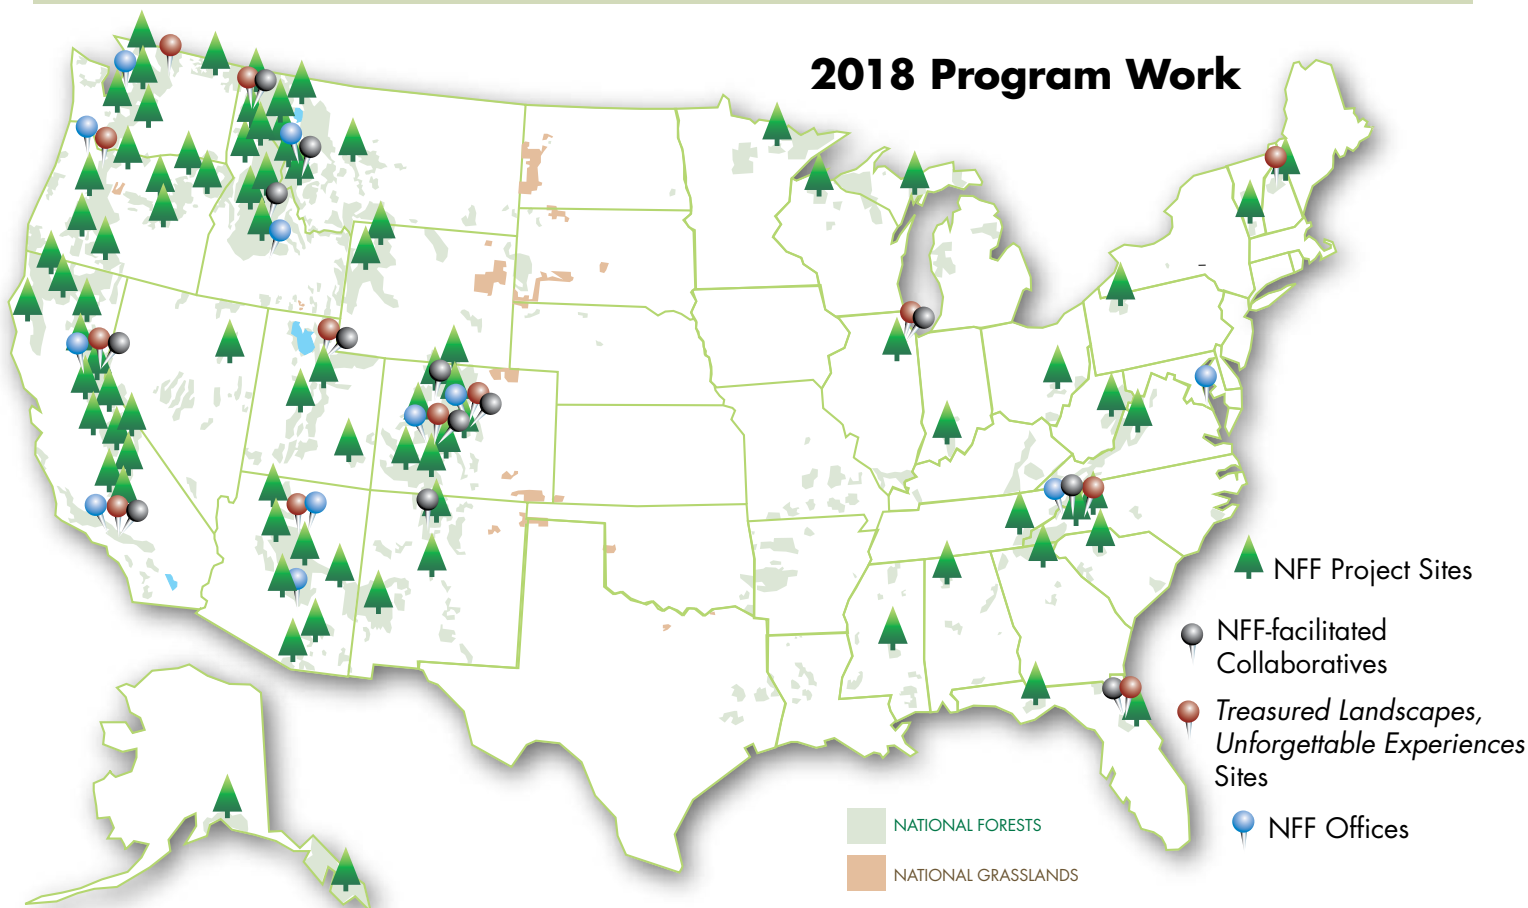 2018 Program Work
NFF Project Sites
NFF-facilitated
Collaboratives
Treasured Landscapes,
Unforgettable Experiences
Sites
NFF Offices
NATIONAL FORESTS
NATIONAL GRASSLANDS